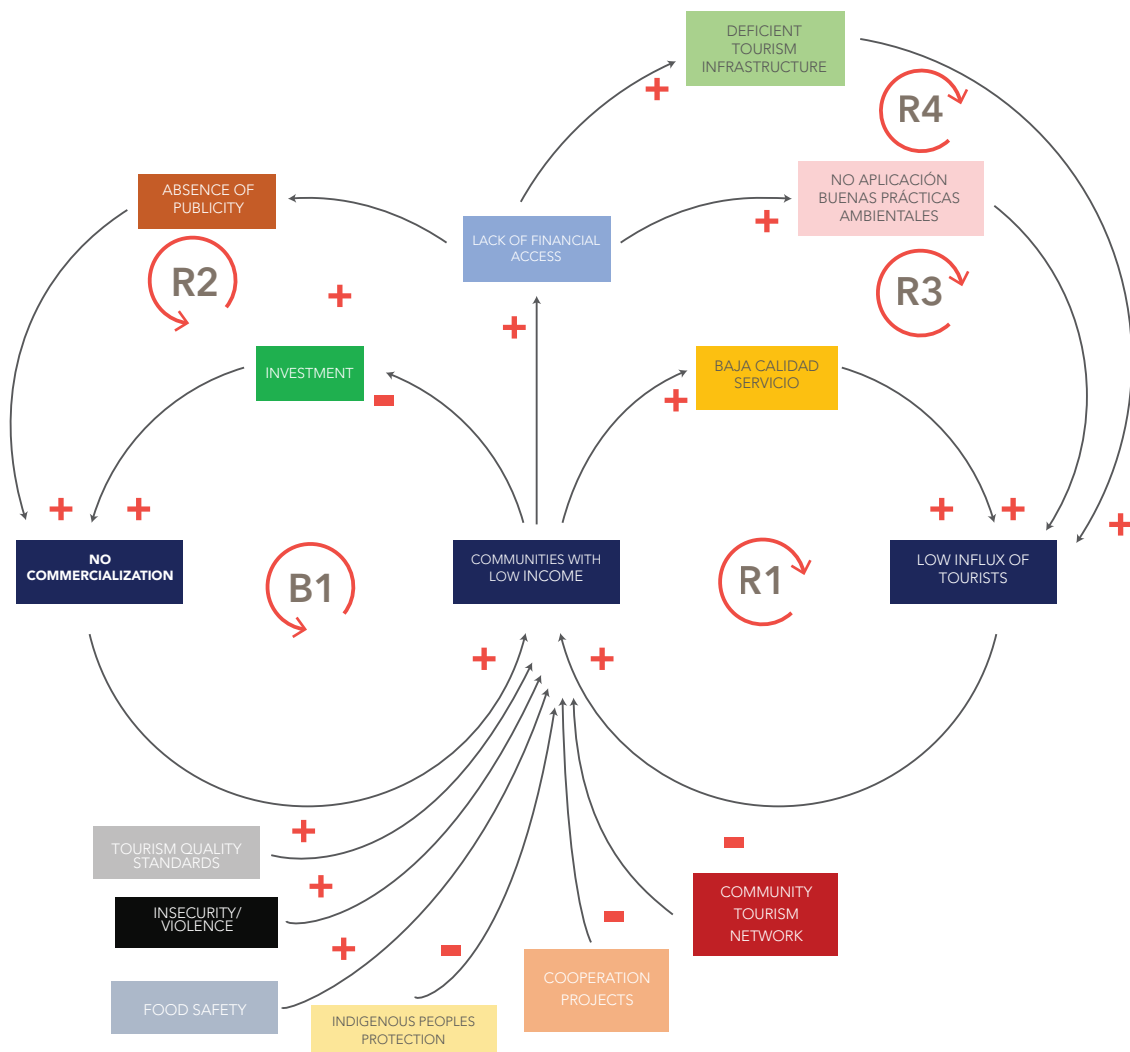 DEFICIENT
TOURISM
INFRASTRUCTURE
R4
ABSENCE OF
PUBLICITY
NO APLICACIÓN
BUENAS PRÁCTICAS
AMBIENTALES
LACK OF FINANCIAL
ACCESS
R2
R3
INVESTMENT
BAJA CALIDAD
SERVICIO
NO
COMMERCIALIZATION
B1
COMMUNITIES WITH
LOW INCOME
R1
LOW INFLUX OF
TOURISTS
TOURISM QUALITY
STANDARDS
INSECURITY/
VIOLENCE
FOOD SAFETY
INDIGENOUS PEOPLES
PROTECTION
COOPERATION
PROJECTS
COMMUNITY
TOURISM
NETWORK